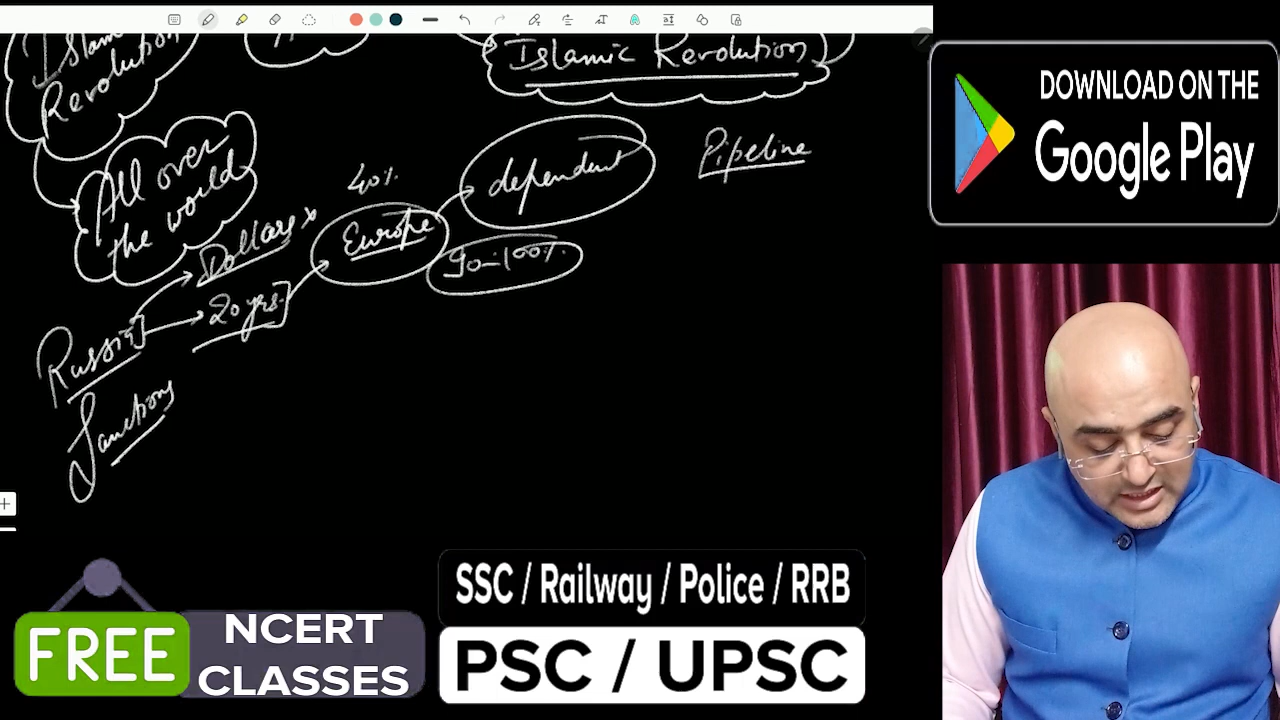 Islamic
Revolution
Islamic Revolution
All over
the world
Dollars x
40%
Europe
dependent
90-100%
Pipeline
Russia
20 yrs.
Sanctions
DOWNLOAD ON THE
Google Play
FREE
NCERT
CLASSES
SSC / Railway / Police / RRB
PSC / UPSC